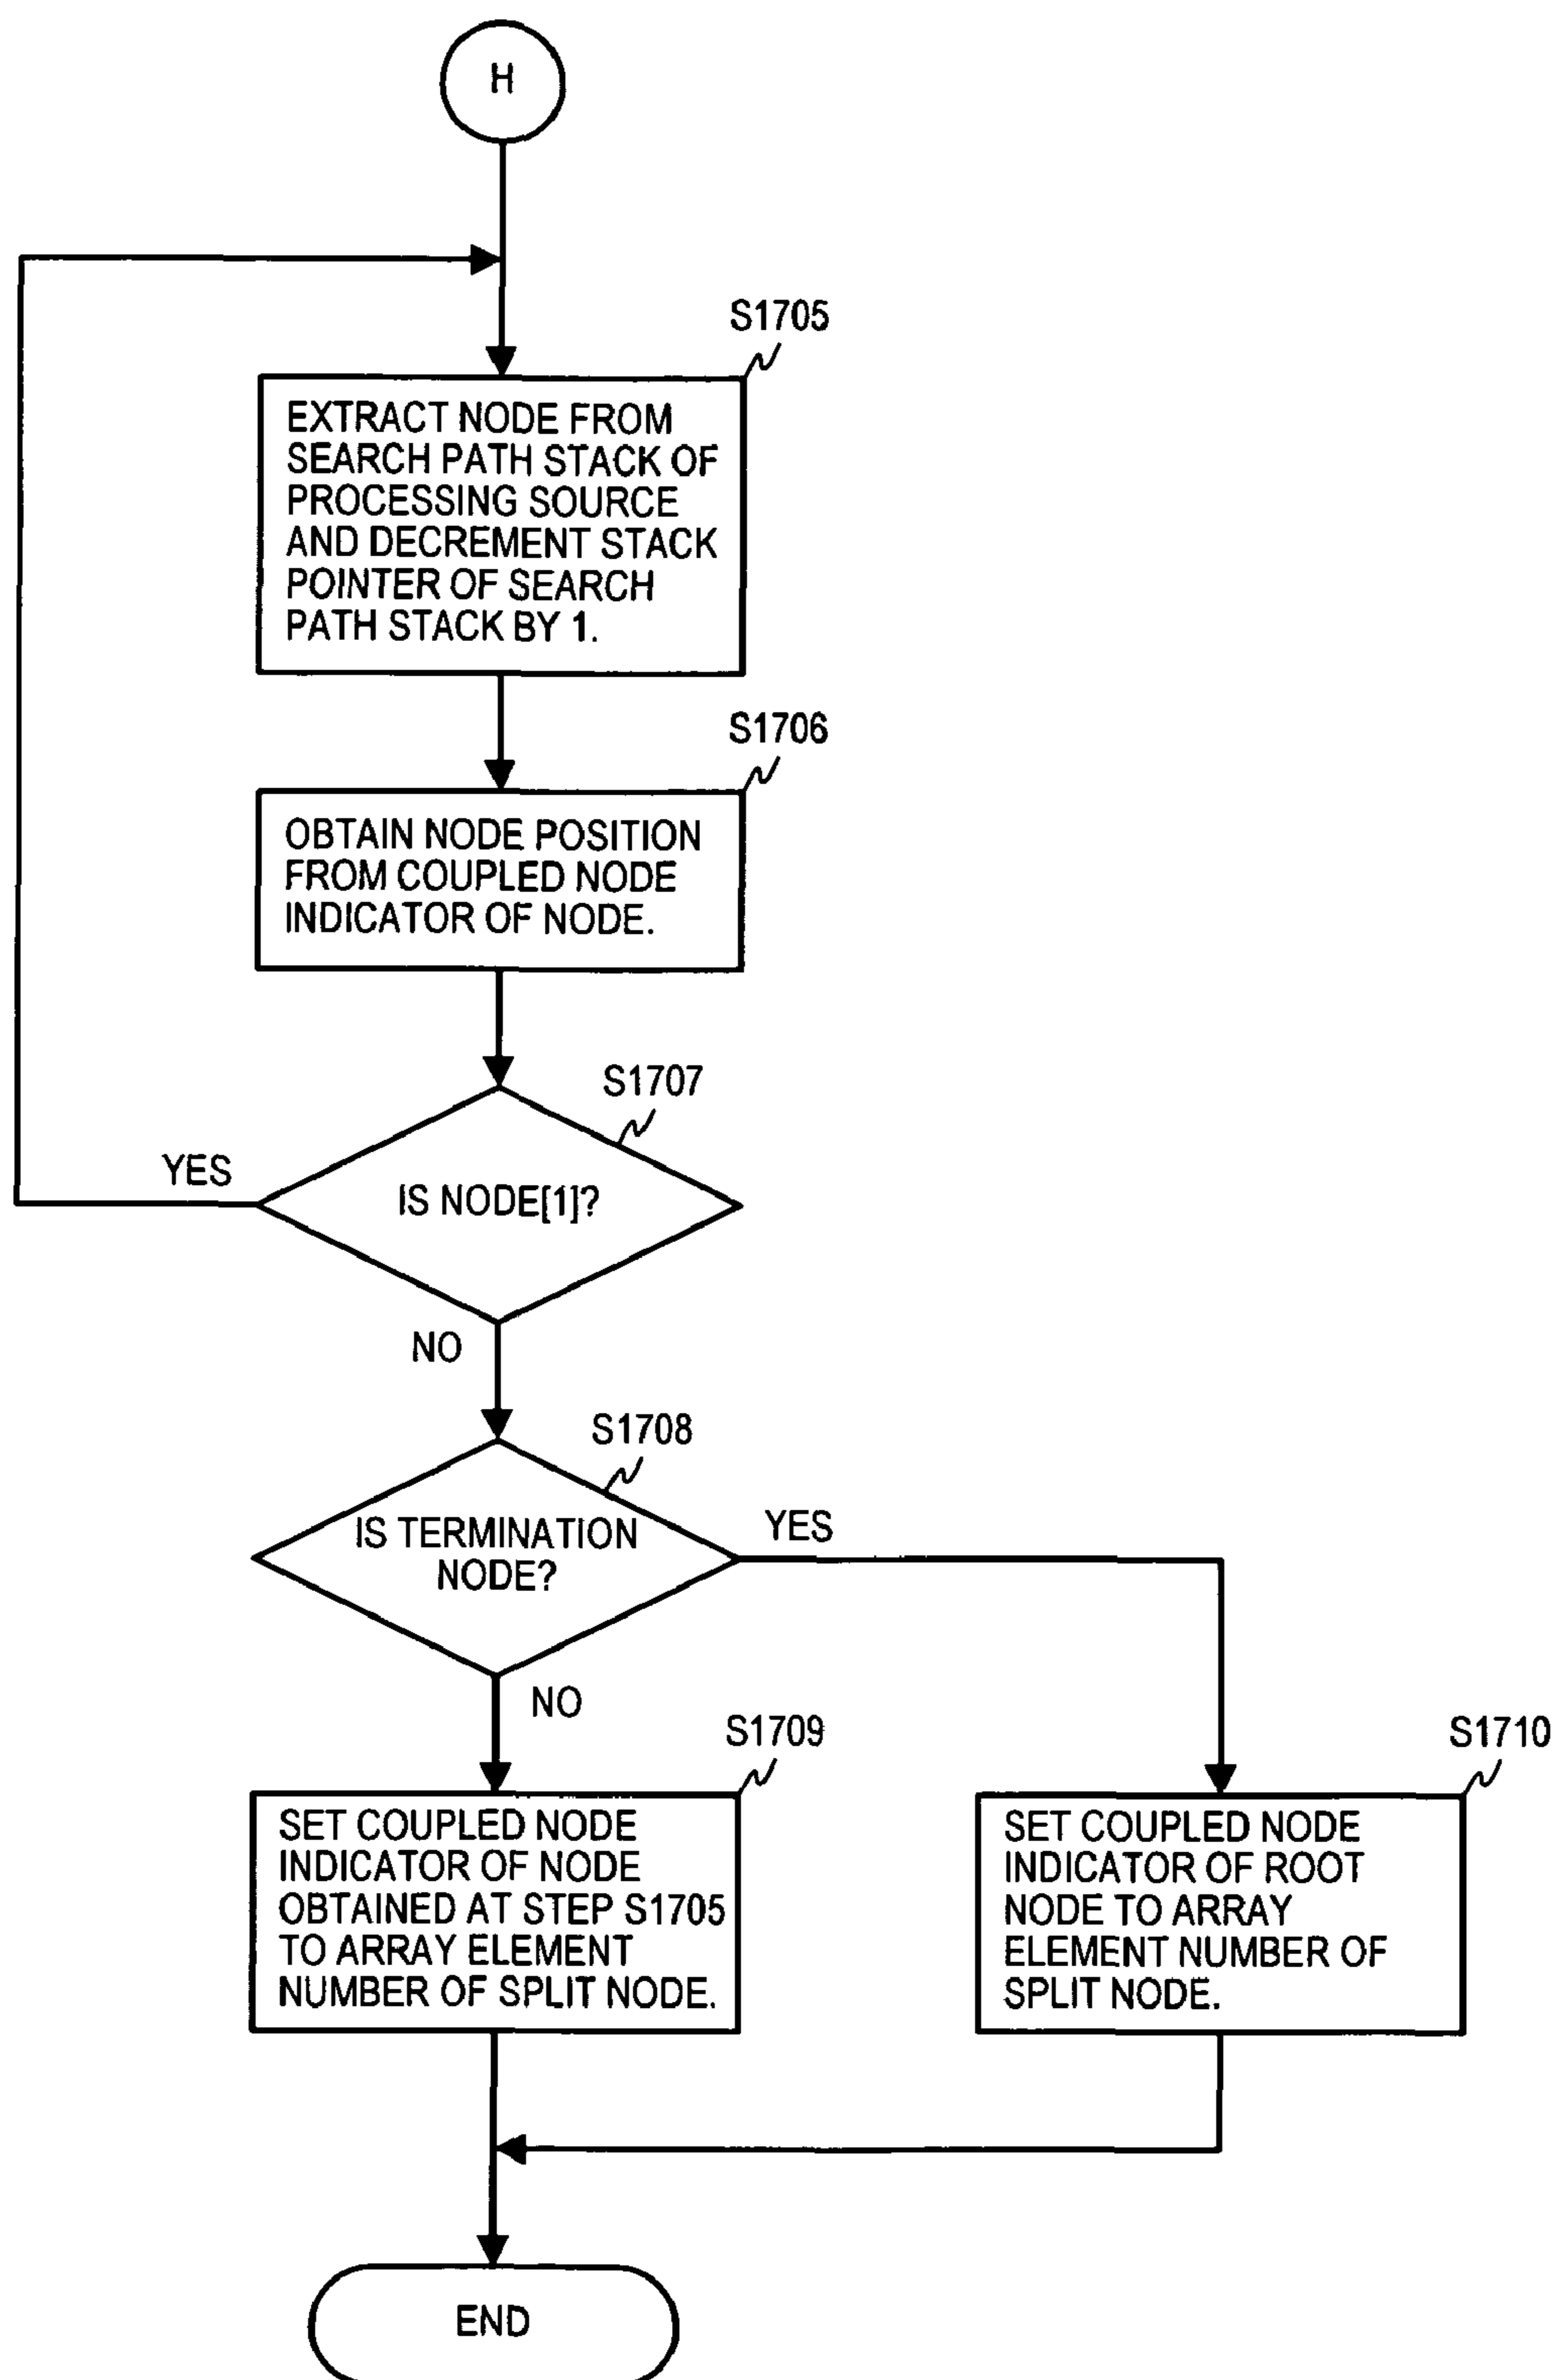 H
S1705
EXTRACT NODE FROM
SEARCH PATH STACK OF
PROCESSING SOURCE
AND DECREMENT STACK
POINTER OF SEARCH
PATH STACK BY 1.
S1706
OBTAIN NODE POSITION
FROM COUPLED NODE
INDICATOR OF NODE.
S1707
YES
IS NODE[1]?
NO
S1708
IS TERMINATION
NODE?
YES
NO
S1709
SET COUPLED NODE
INDICATOR OF NODE
OBTAINED AT STEP S1705
TO ARRAY ELEMENT
NUMBER OF SPLIT NODE.
S1710
SET COUPLED NODE
INDICATOR OF ROOT
NODE TO ARRAY
ELEMENT NUMBER OF
SPLIT NODE.
END